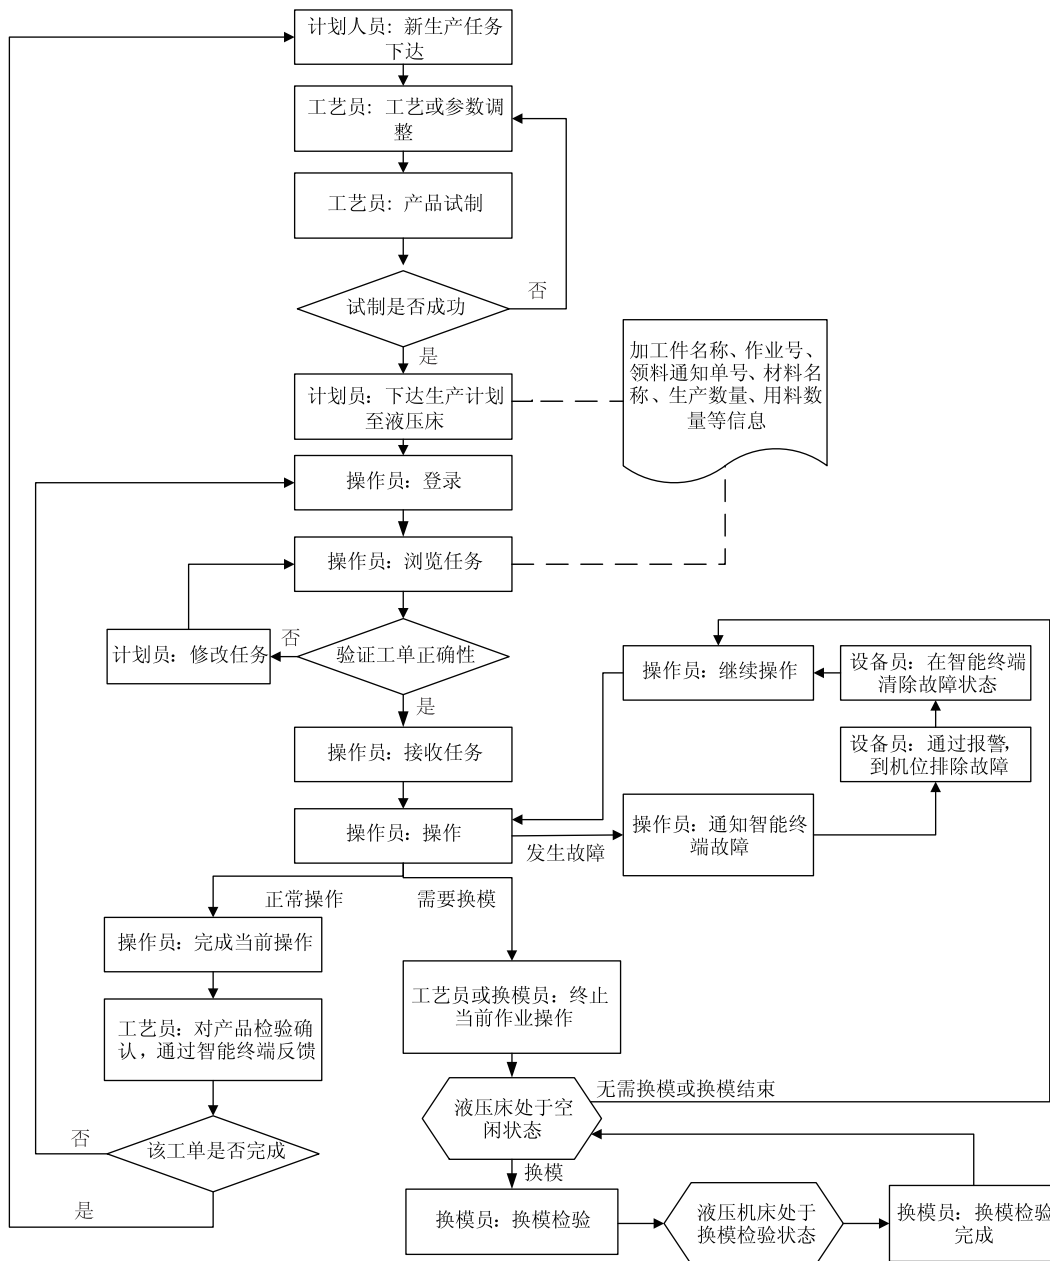 计划人员：新生产任务
下达
工艺员：工艺或参数调
整
工艺员：产品试制
试制是否成功
否
是
计划员：下达生产计划
至液压床
加工件名称、作业号、
领料通知单号、材料名
称、生产数量、用料数
量等信息
操作员：登录
操作员：浏览任务
计划员：修改任务
否
验证工单正确性
是
操作员：继续操作
设备员：在智能终端
清除故障状态
操作员：接收任务
设备员：通过报警，
到机位排除故障
操作员：操作
发生故障
操作员：通知智能终
端故障
正常操作
需要换模
操作员：完成当前操作
工艺员或换模员：终止
当前作业操作
工艺员：对产品检验确
认，通过智能终端反馈
无需换模或换模结束
液压床处于空
闲状态
否
该工单是否完成
换模
是
换模员：换模检验
液压机床处于
换模检验状态
换模员：换模检验
完成